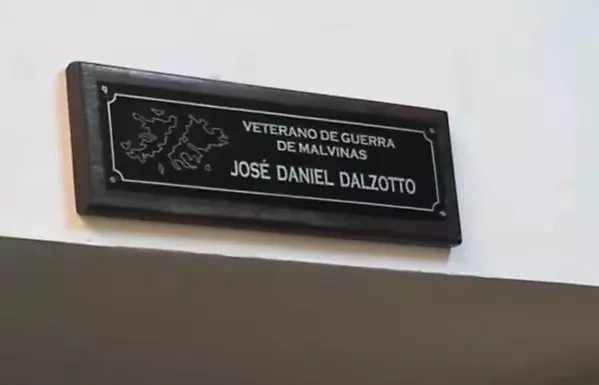 VETERANO DE GUERRA
DE MALVINAS
JOSÉ DANIEL DALZOTTO